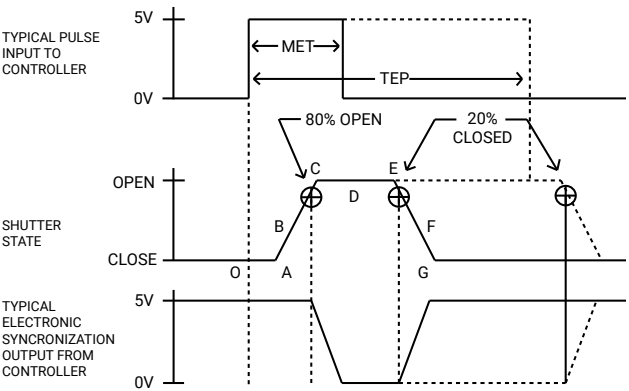 5V
TYPICAL PULSE
INPUT TO
CONTROLLER
MET
TEP
0V
80% OPEN
20%
CLOSED
C
E
OPEN
D
B
F
SHUTTER
STATE
CLOSE
O
A
G
TYPICAL
ELECTRONIC
SYNCRONIZATION
OUTPUT FROM
CONTROLLER
5V
0V